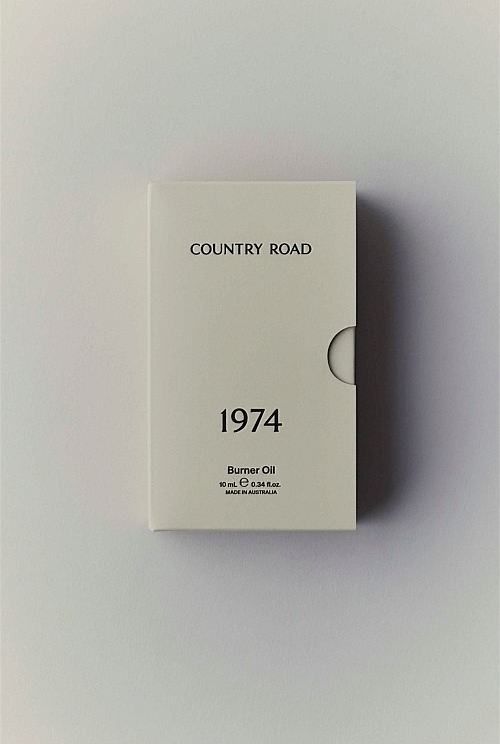 COUNTRY ROAD
1974
Burner Oil
10 mL ℮ 0.34 fl.oz.
MADE IN AUSTRALIA